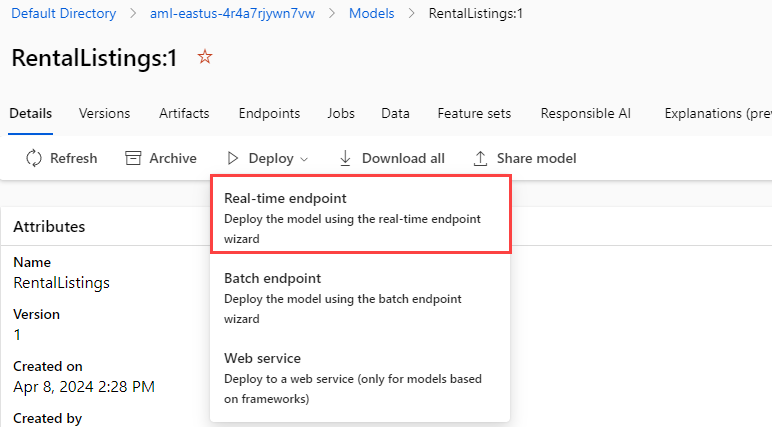 Default Directory > aml-eastus-4r4a7rjywn7vw > Models > RentalListings:1
RentalListings:1
Details Versions Artifacts Endpoints Jobs Data Feature sets Responsible AI Explanations (prev
Refresh Archive Deploy Download all Share model
Real-time endpoint
Deploy the model using the real-time endpoint
wizard
Batch endpoint
Deploy the model using the batch endpoint
wizard
Web service
Deploy to a web service (only for models based
on frameworks)
Attributes
Name
RentalListings
Version
1
Created on
Apr 8, 2024 2:28 PM
Created by